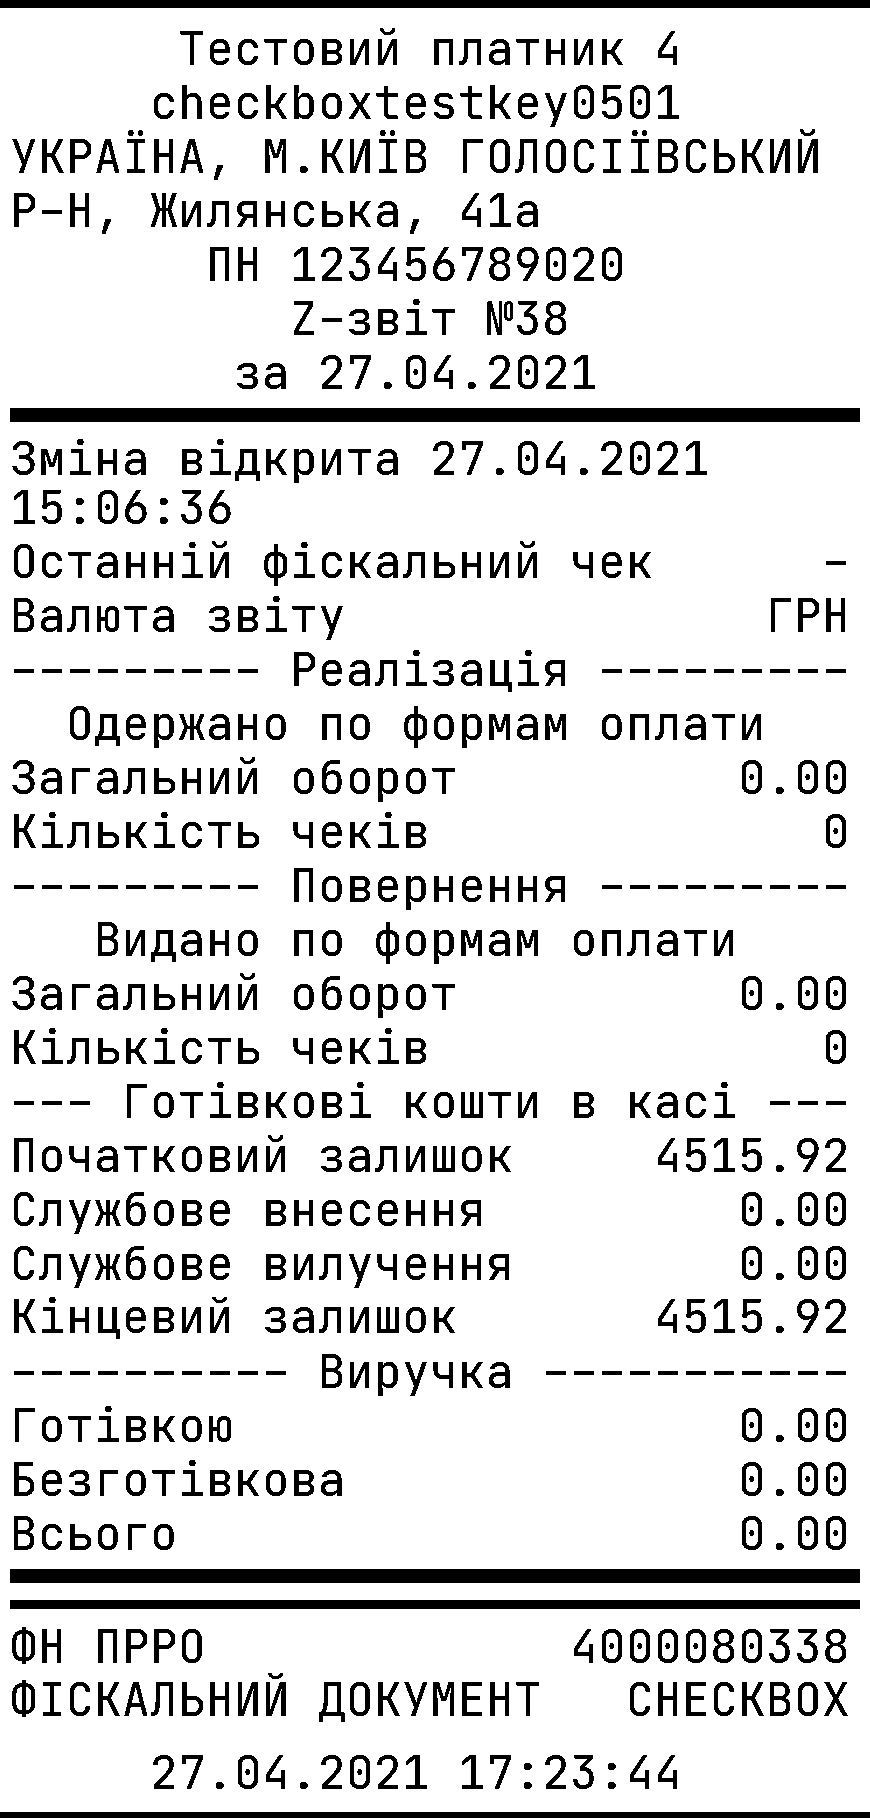 Тестовий платник 4
checkboxtestkey0501
УКРАЇНА, М.КИЇВ ГОЛОСІЇВСЬКИЙ
Р-Н, Жилянська, 41а
ПН 123456789020
Z-звіт №38
за 27.04.2021
Зміна відкрита 27.04.2021
15:06:36
Останній фіскальний чек -
Валюта звіту ГРН
--------- Реалізація ---------
Одержано по формам оплати
Загальний оборот 0.00
Кількість чеків 0
--------- Повернення ---------
Видано по формам оплати
Загальний оборот 0.00
Кількість чеків 0
--- Готівкові кошти в касі ---
Початковий залишок 4515.92
Службове внесення 0.00
Службове вилучення 0.00
Кінцевий залишок 4515.92
---------- Виручка -----------
Готівкою 0.00
Безготівкова 0.00
Всього 0.00
ФН ПРРО 4000080338
ФІСКАЛЬНИЙ ДОКУМЕНТ CHECKBOX
27.04.2021 17:23:44